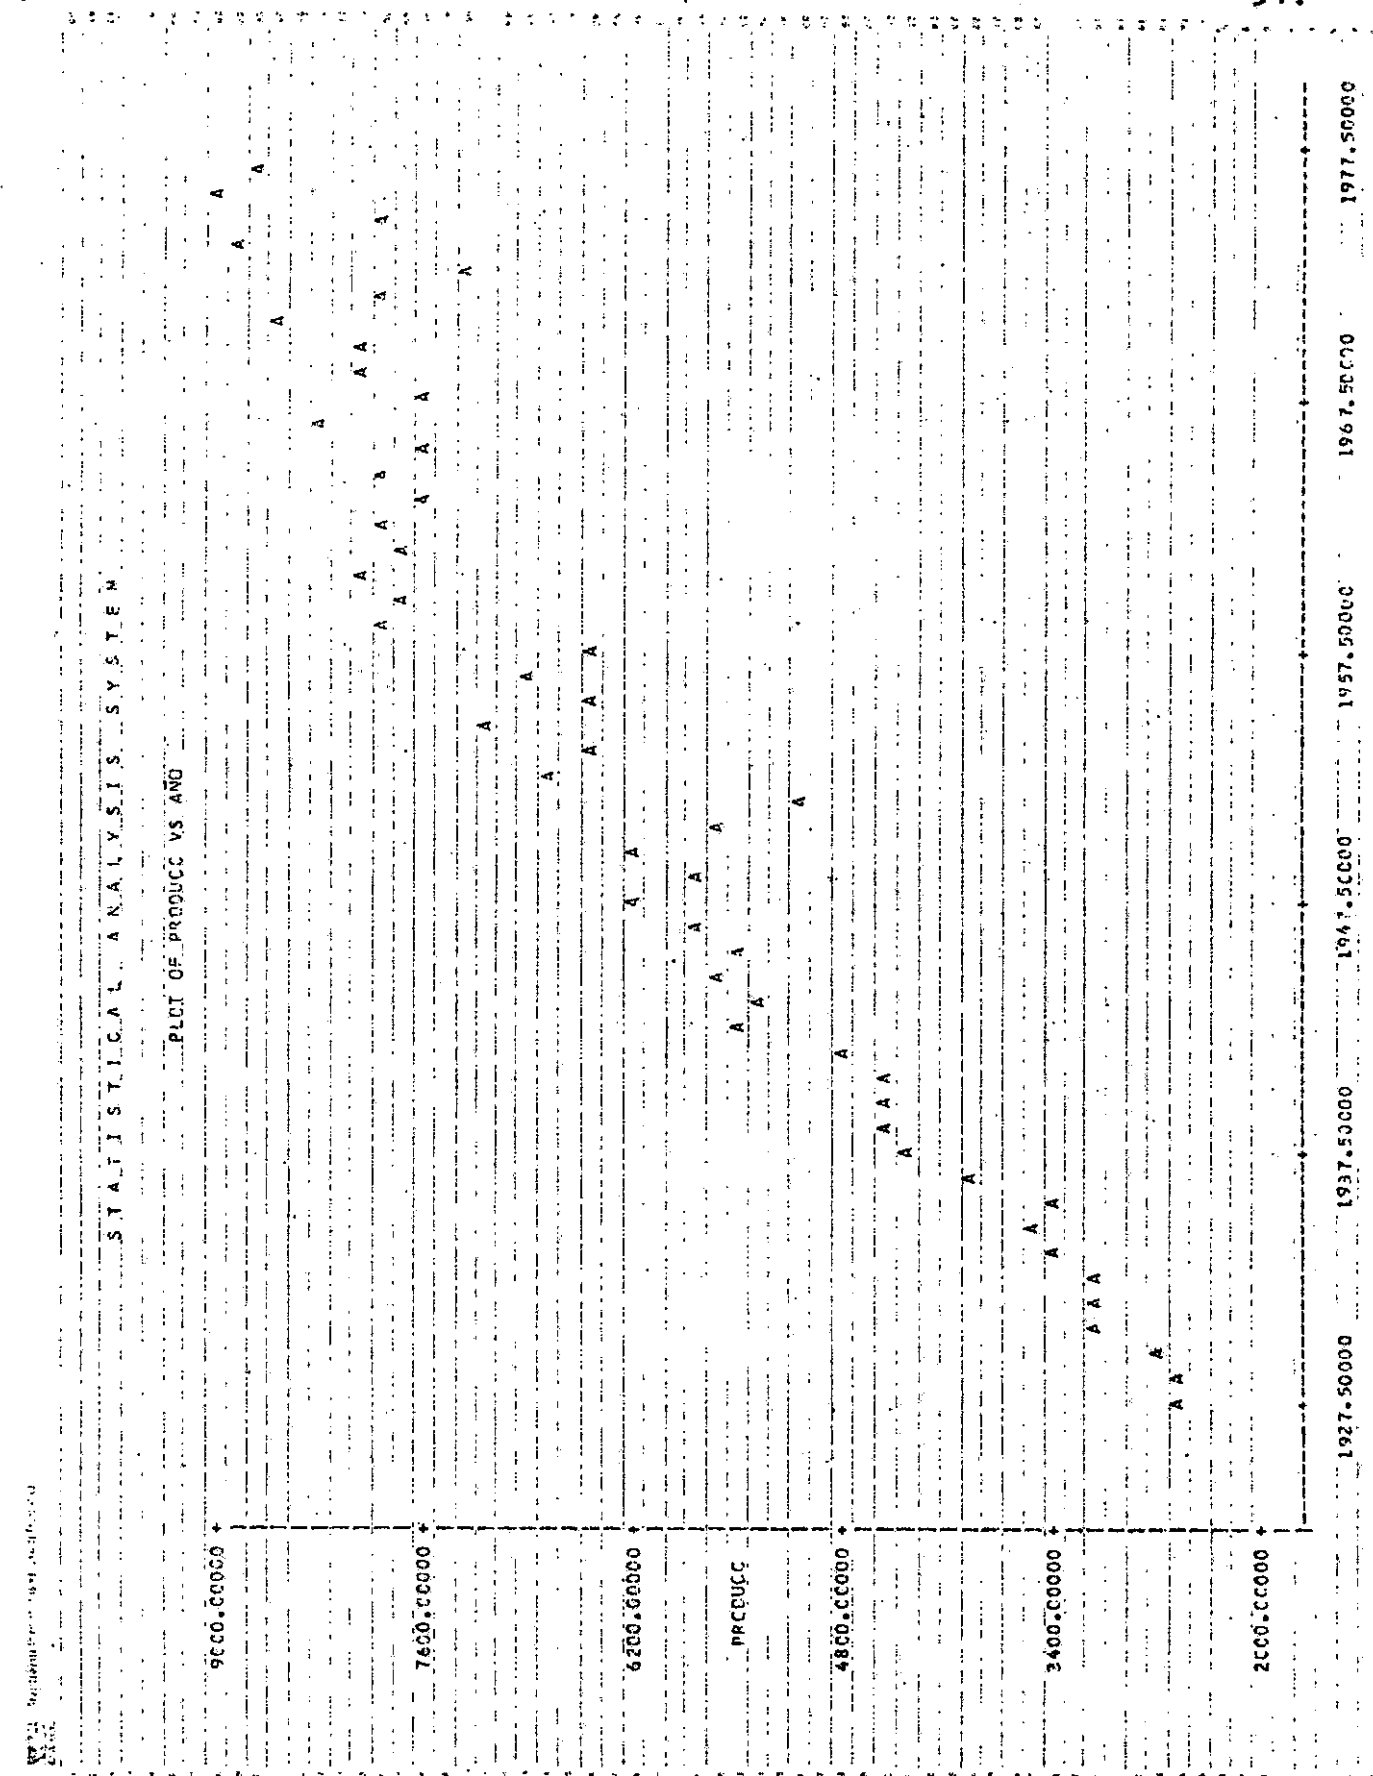 S T A T I S T I C A L  A N A L Y S I S  S Y S T E M
PLOT OF PRODUCC VS ANO
9000.00000
7600.00000
6200.00000
PRODUCC
4800.00000
3400.00000
2000.00000
1927.50000 1937.50000 1947.50000 1957.50000 1967.50000 1977.50000